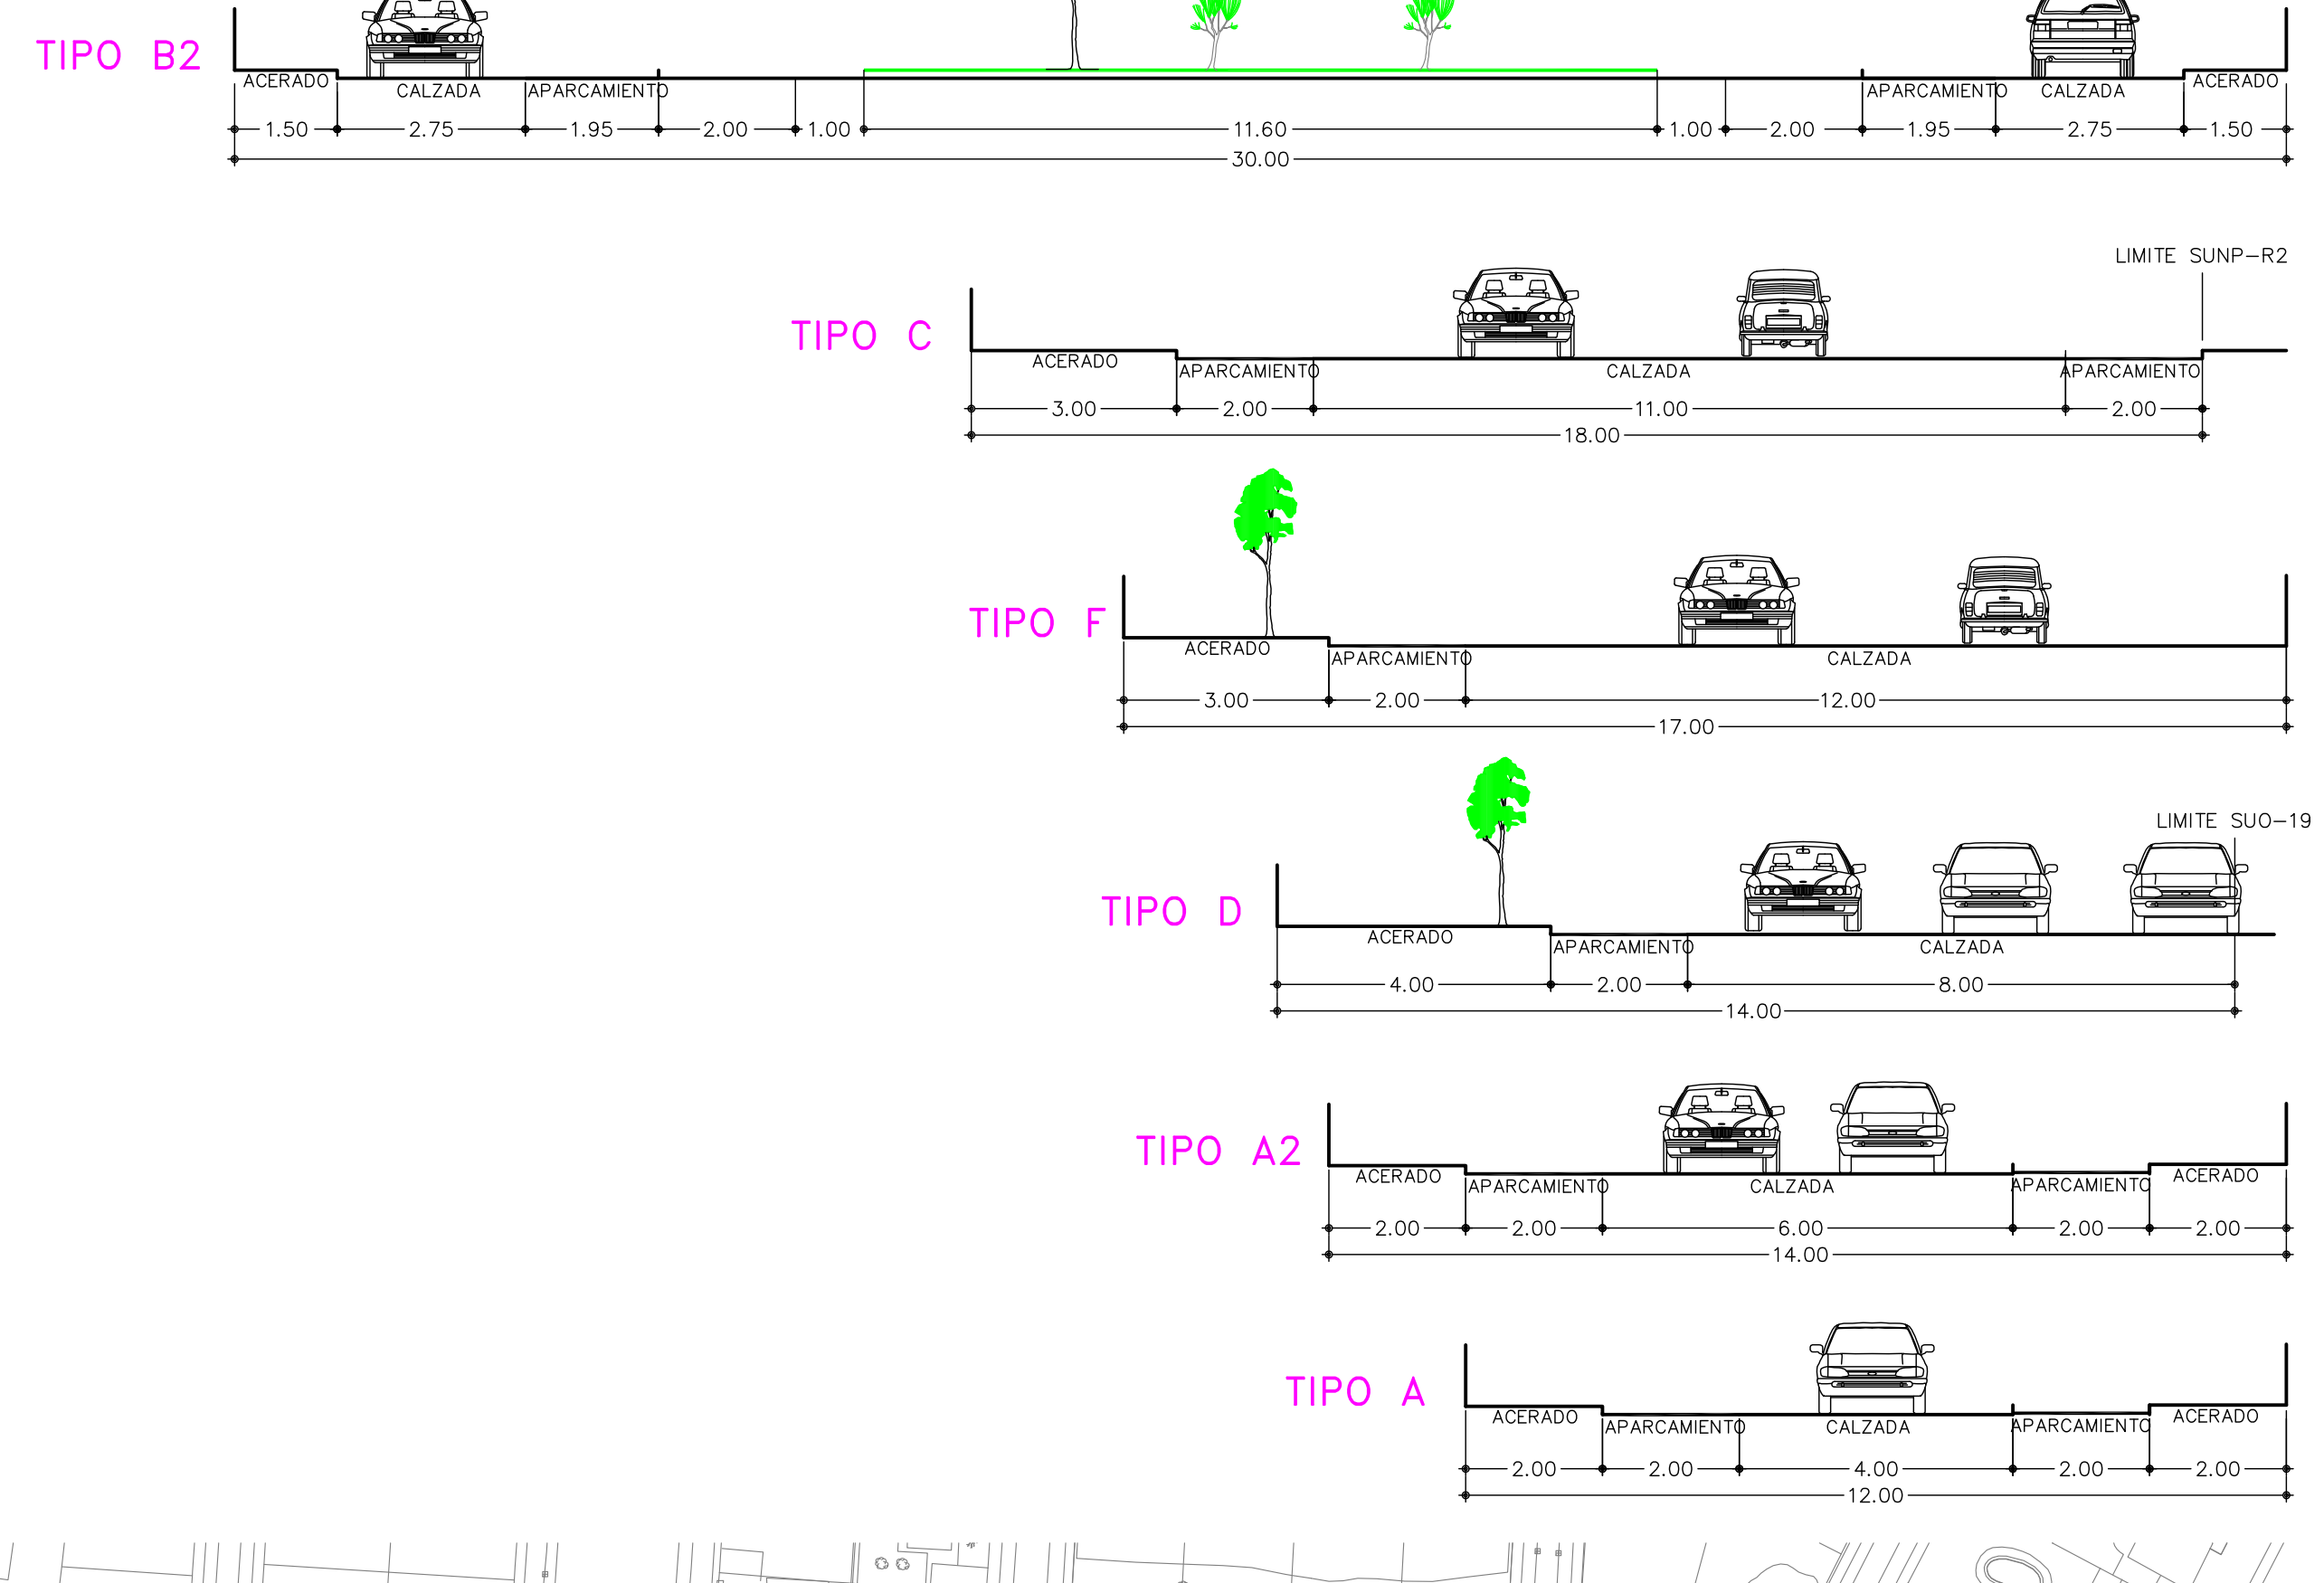 TIPO B2
ACERADO CALZADA APARCAMIENTO APARCAMIENTO CALZADA ACERADO
1.50 2.75 1.95 2.00 1.00 11.60 1.00 2.00 1.95 2.75 1.50
30.00
LIMITE SUNP-R2
TIPO C
ACERADO APARCAMIENTO CALZADA APARCAMIENTO
3.00 2.00 11.00 2.00
18.00
TIPO F
ACERADO APARCAMIENTO CALZADA
3.00 2.00 12.00
17.00
LIMITE SUO-19
TIPO D
ACERADO APARCAMIENTO CALZADA
4.00 2.00 8.00
14.00
TIPO A2
ACERADO APARCAMIENTO CALZADA APARCAMIENTO ACERADO
2.00 2.00 6.00 2.00 2.00
14.00
TIPO A
ACERADO APARCAMIENTO CALZADA APARCAMIENTO ACERADO
2.00 2.00 4.00 2.00 2.00
12.00